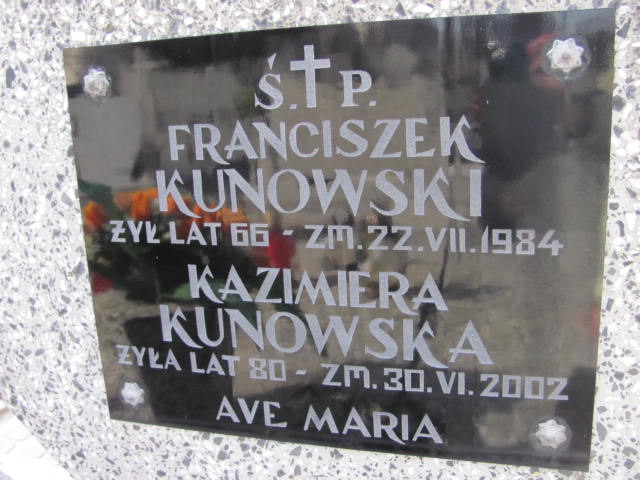 Ś.†P.
FRANCISZEK
KUNOWSKI
ŻYŁ LAT 66 - ZM. 22. VII. 1984
KAZIMIERA
KUNOWSKA
ŻYŁA LAT 80 - ZM. 30. VI. 2002
AVE MARIA